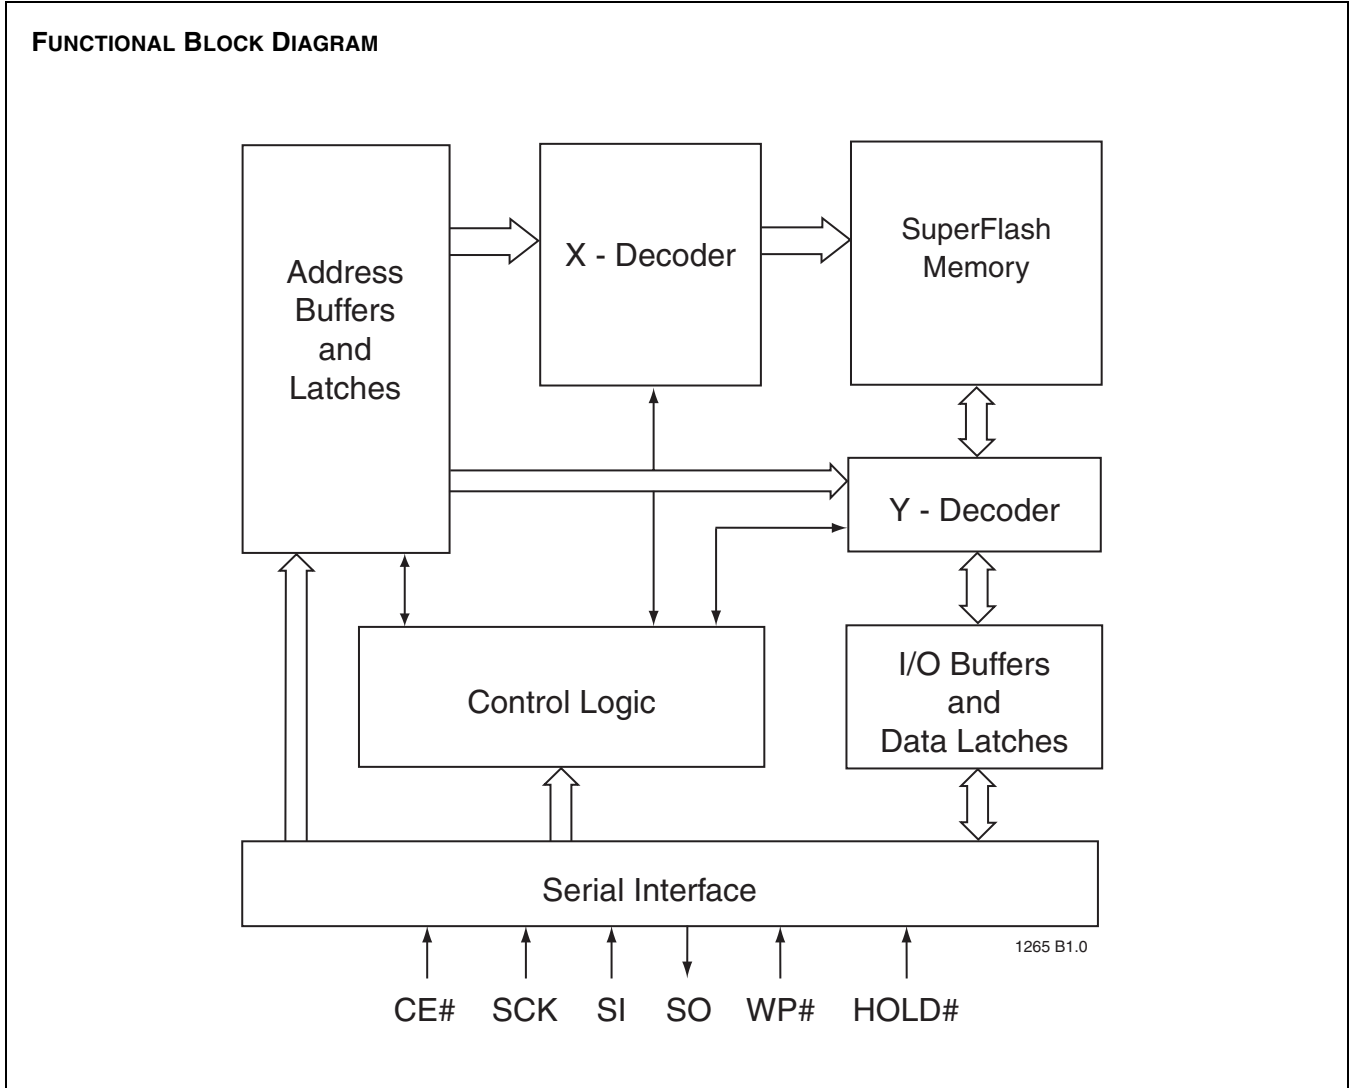 FUNCTIONAL BLOCK DIAGRAM
Address
Buffers
and
Latches
X - Decoder
SuperFlash
Memory
Y - Decoder
Control Logic
I/O Buffers
and
Data Latches
Serial Interface
1265 B1.0
CE# SCK SI SO WP# HOLD#